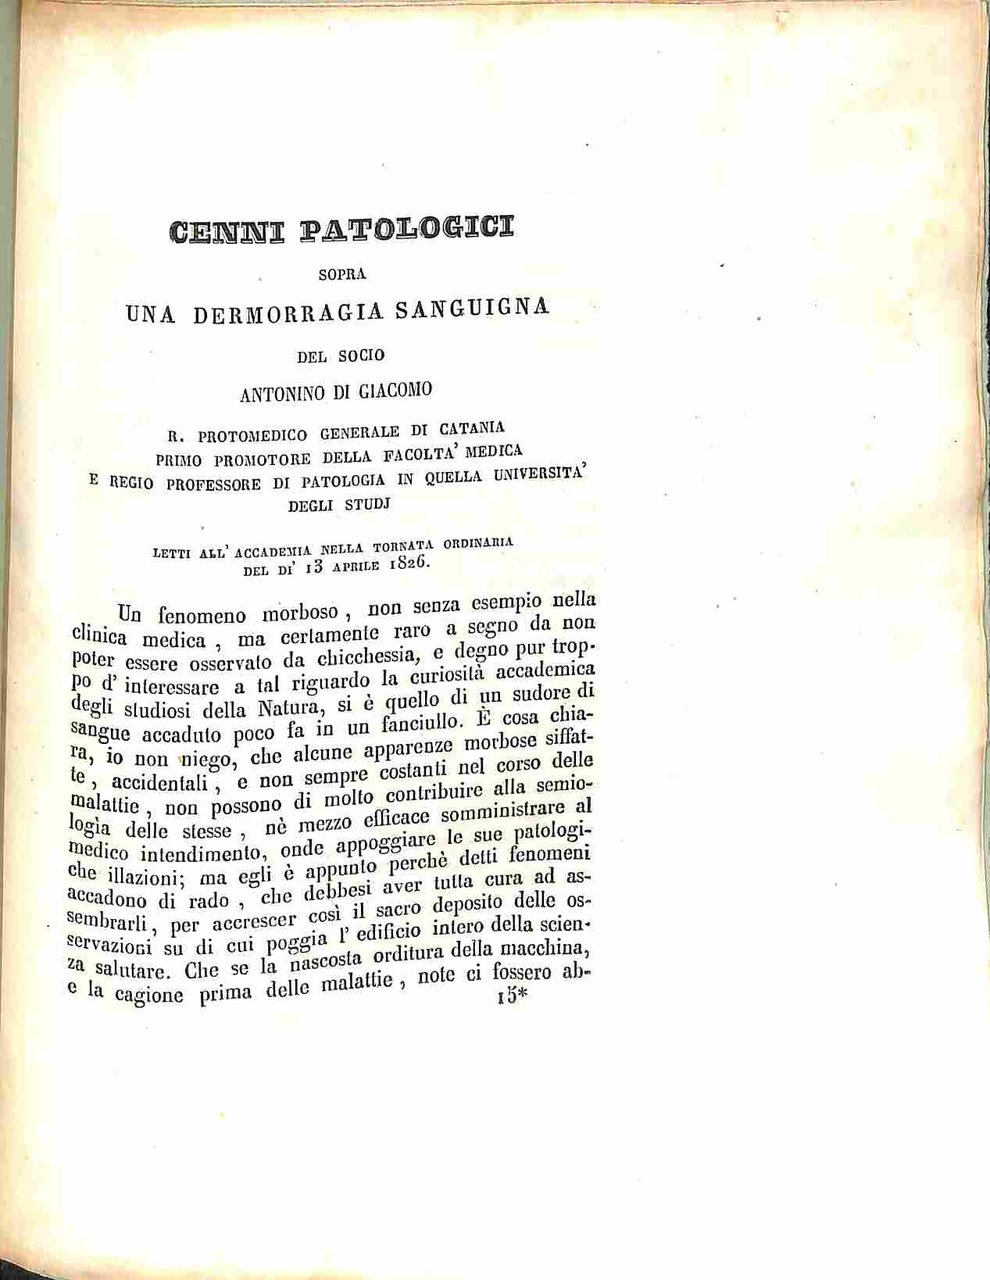 CENNI PATOLOGICI
SOPRA
UNA DERMORRAGIA SANGUIGNA
DEL SOCIO
ANTONINO DI GIACOMO
R. PROTOMEDICO GENERALE DI CATANIA
PRIMO PROMOTORE DELLA FACOLTA' MEDICA
E REGIO PROFESSORE DI PATOLOGIA IN QUELLA UNIVERSITA'
DEGLI STUDJ
LETTI ALL' ACCADEMIA NELLA TORNATA ORDINARIA
DEL DI' 13 APRILE 1826.
Un fenomeno morboso , non senza esempio nella
clinica medica , ma certamente raro a segno da non
poter essere osservato da chicchessia, e degno pur trop-
po d' interessare a tal riguardo la curiosità accademica
degli studiosi della Natura, si è quello di un sudore di
sangue accaduto poco fa in un fanciullo. È cosa chia-
ra, io non niego, che alcune apparenze morbose siffat-
te , accidentali , e non sempre costanti nel corso delle
malattie , non possono di molto contribuire alla semio-
logìa delle stesse , nè mezzo efficace somministrare al
medico intendimento, onde appoggiare le sue patologi-
che illazioni; ma egli è appunto perchè detti fenomeni
accadono di rado , che debbesi aver tutta cura ad as-
sembrarli, per accrescer così il sacro deposito delle os-
servazioni su di cui poggia l' edificio intero della scien-
za salutare. Che se la nascosta orditura della macchina,
e la cagione prima delle malattie , note ci fossero ab-
15*